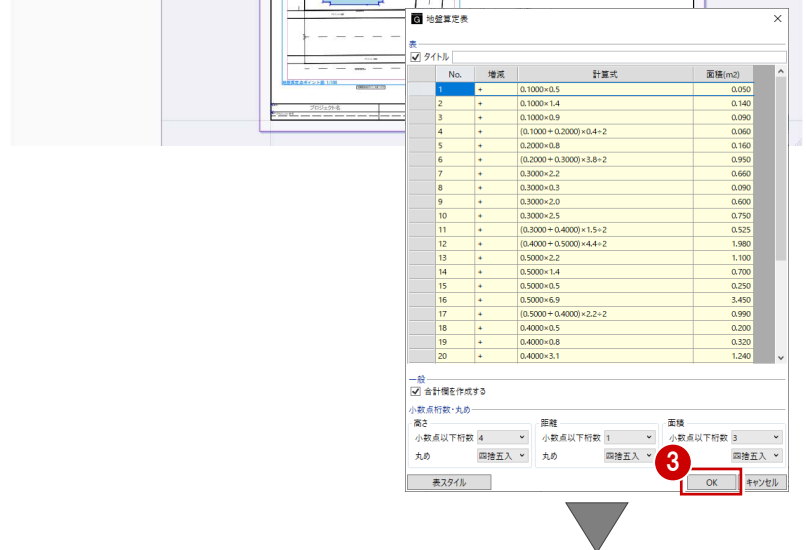 地盤算定表
表
タイトル
No. 増減 計算式 面積(m2)
1 + 0.1000×0.5 0.050
2 + 0.1000×1.4 0.140
3 + 0.1000×0.9 0.090
4 + (0.1000+0.2000)×0.4÷2 0.060
5 + 0.2000×0.8 0.160
6 + (0.2000+0.3000)×3.8÷2 0.950
7 + 0.3000×2.2 0.660
8 + 0.3000×0.3 0.090
9 + 0.3000×2.0 0.600
10 + 0.3000×2.5 0.750
11 + (0.3000+0.4000)×1.5÷2 0.525
12 + (0.4000+0.5000)×4.4÷2 1.980
13 + 0.5000×2.2 1.100
14 + 0.5000×1.4 0.700
15 + 0.5000×0.5 0.250
16 + 0.5000×6.9 3.450
17 + (0.5000+0.4000)×2.2÷2 0.990
18 + 0.4000×0.5 0.200
19 + 0.4000×0.8 0.320
20 + 0.4000×3.1 1.240
プロジェクト名
一般
合計欄を作成する
小数点桁数・丸め
高さ 距離 面積
小数点以下桁数 4 小数点以下桁数 1 小数点以下桁数 3
丸め 四捨五入 丸め 四捨五入 四捨五入
3
表スタイル OK キャンセル